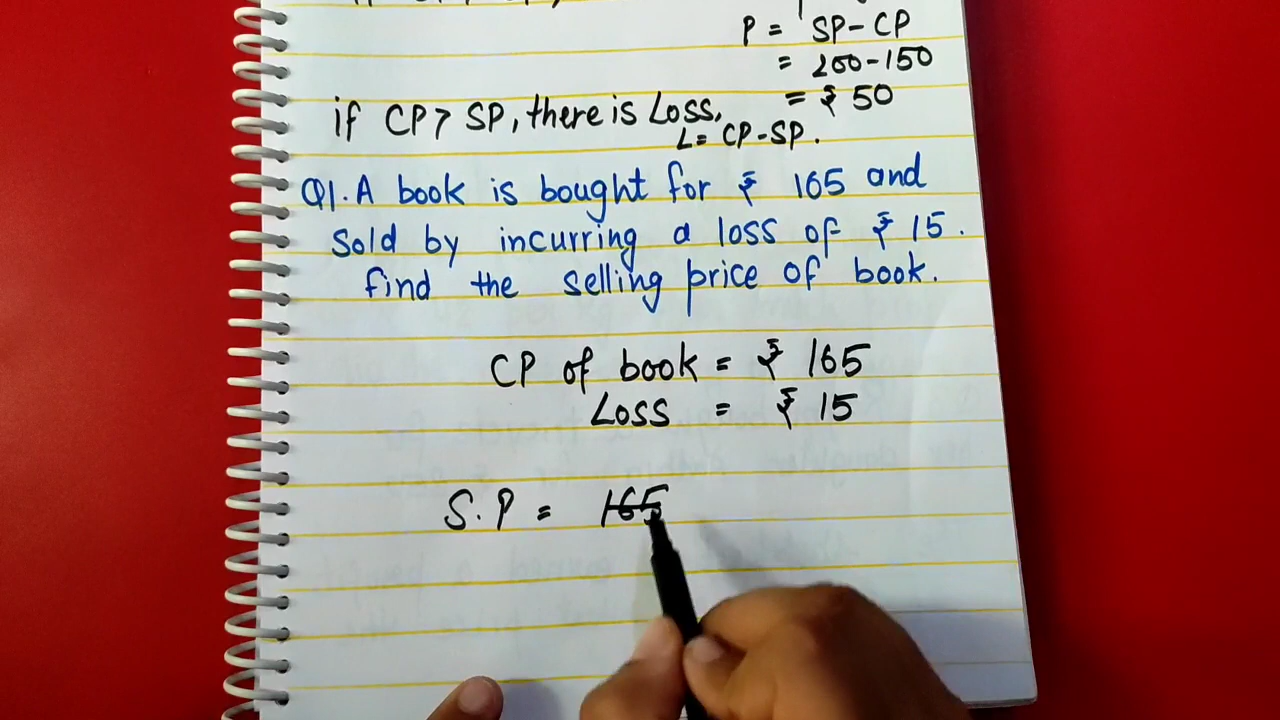 P = SP - CP
= 200 - 150
= ₹ 50
if CP > SP, there is Loss,
L = CP - SP.
Q1. A book is bought for ₹ 165 and
sold by incurring a loss of ₹ 15.
find the selling price of book.
CP of book = ₹ 165
Loss = ₹ 15
S.P = 165